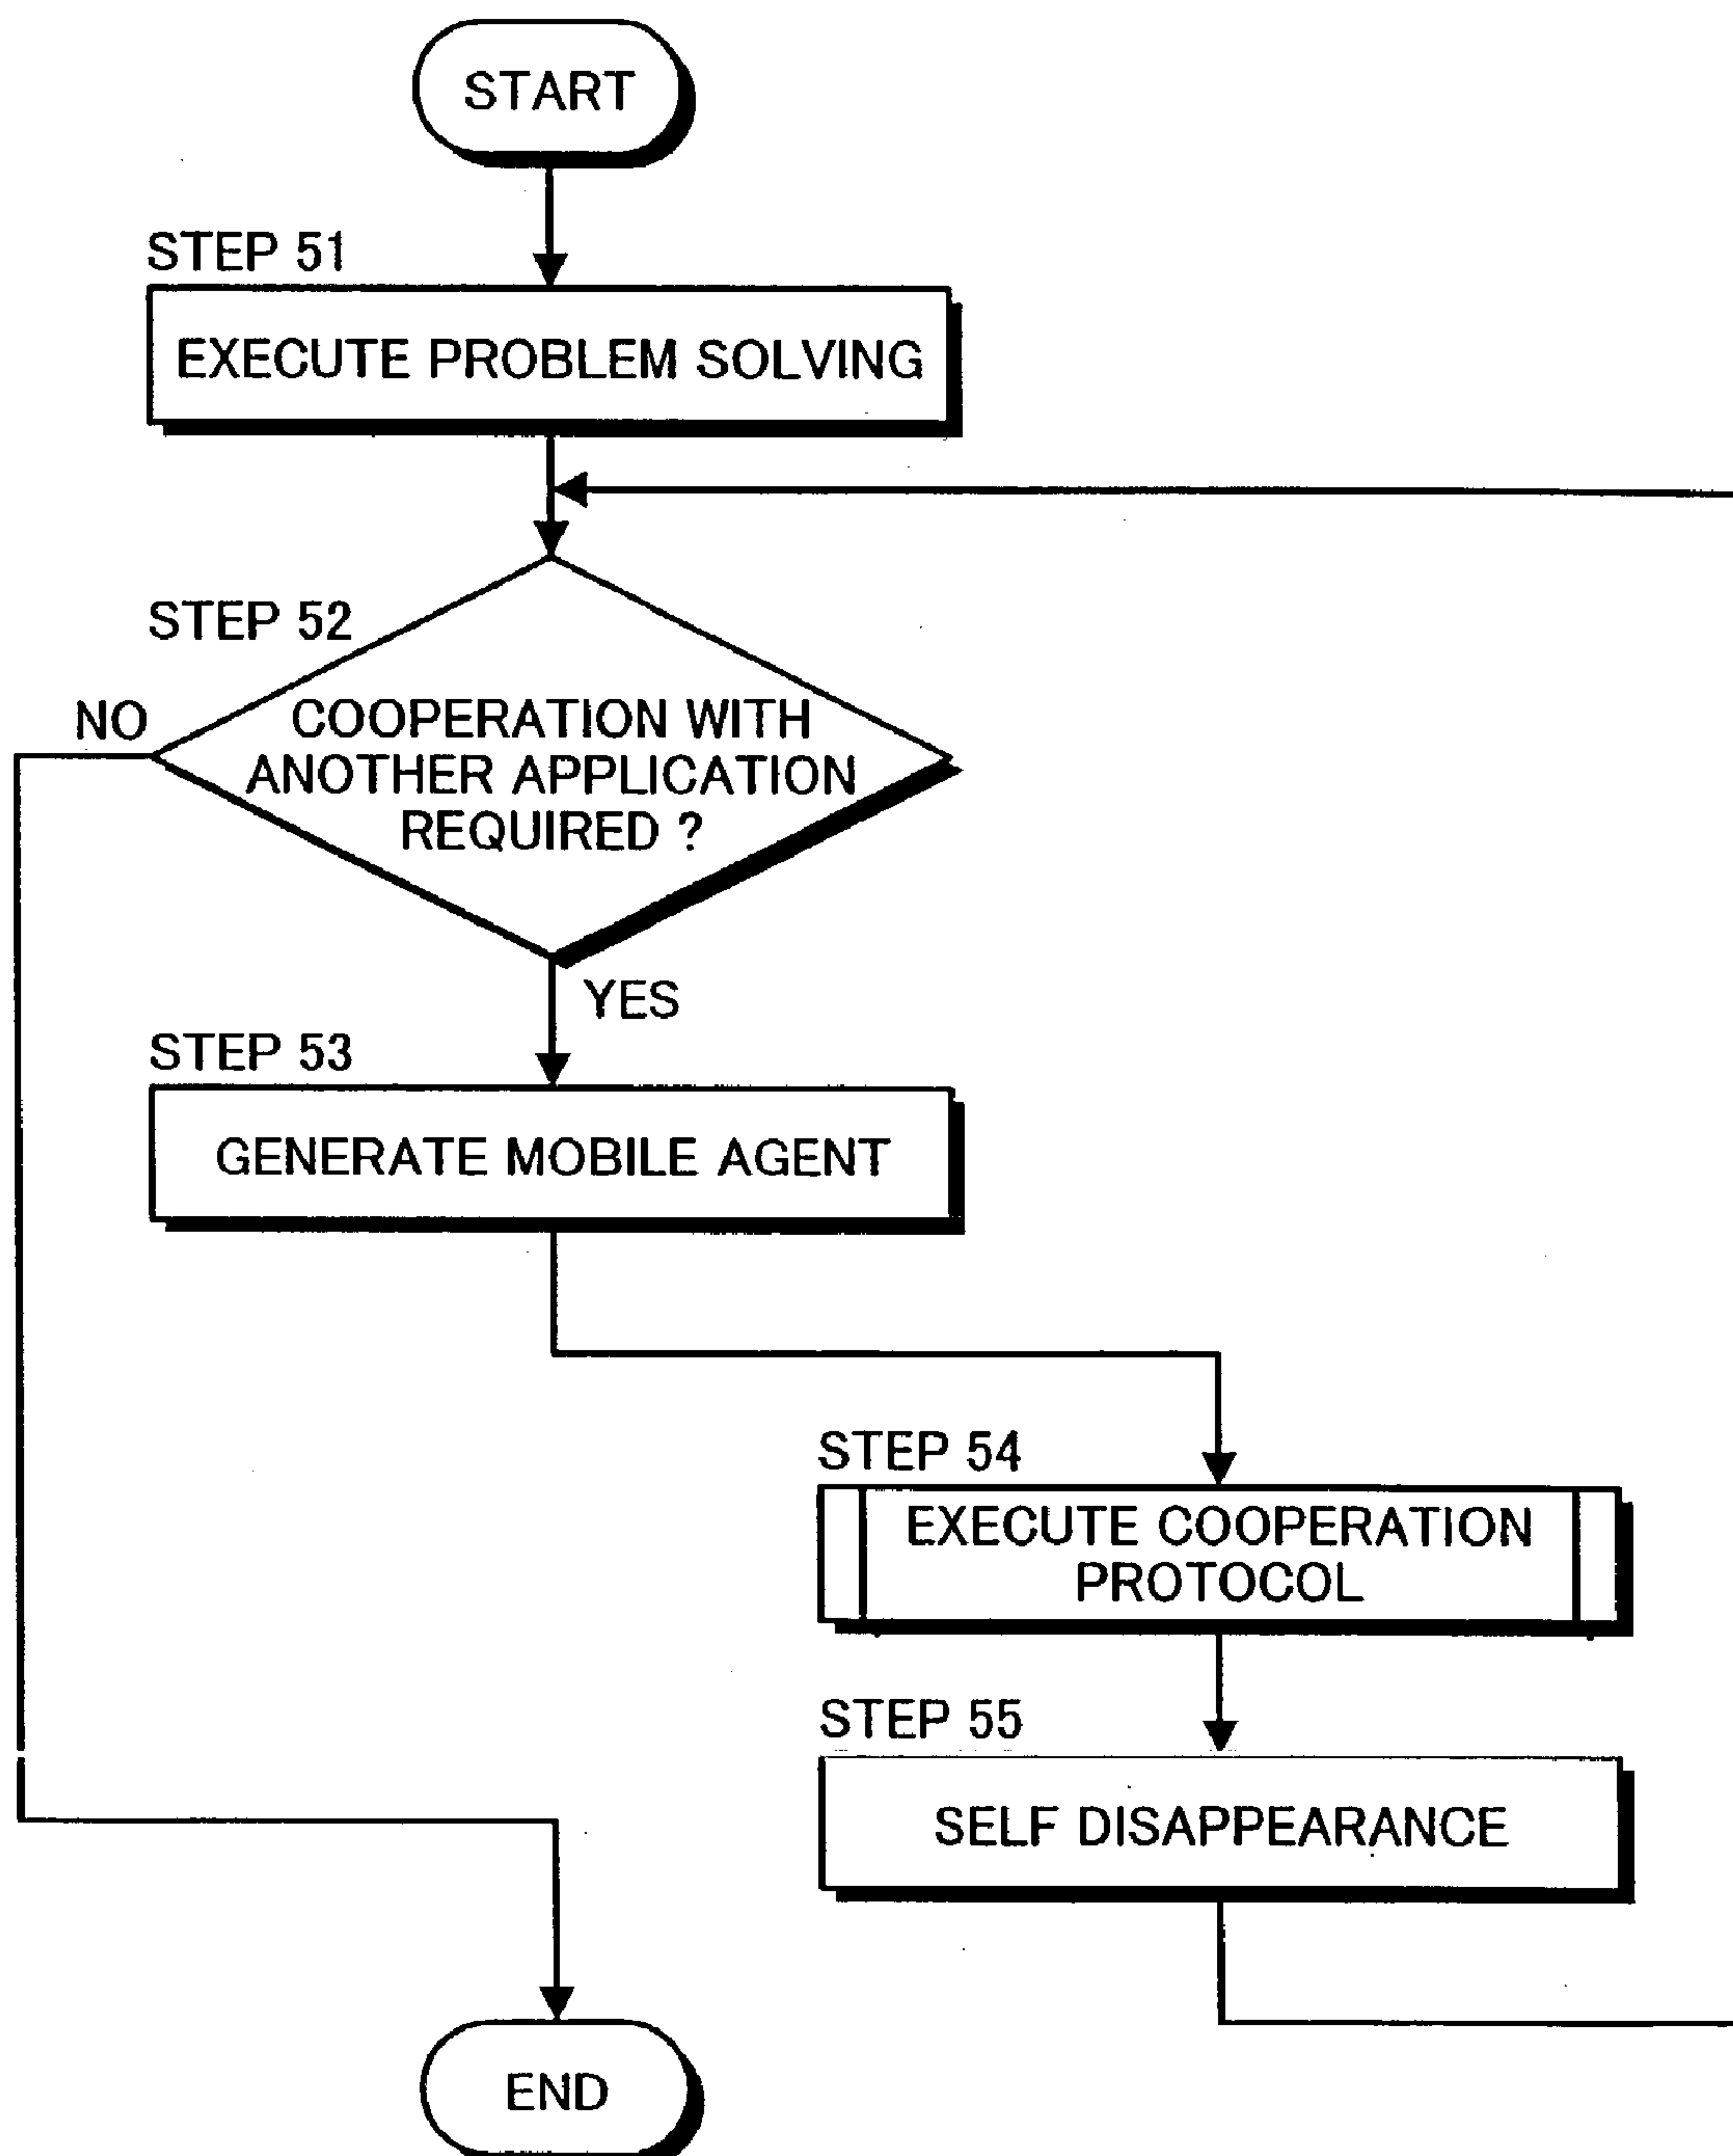 START
STEP 51
EXECUTE PROBLEM SOLVING
STEP 52
NO
COOPERATION WITH
ANOTHER APPLICATION
REQUIRED ?
YES
STEP 53
GENERATE MOBILE AGENT
STEP 54
EXECUTE COOPERATION
PROTOCOL
STEP 55
SELF DISAPPEARANCE
END